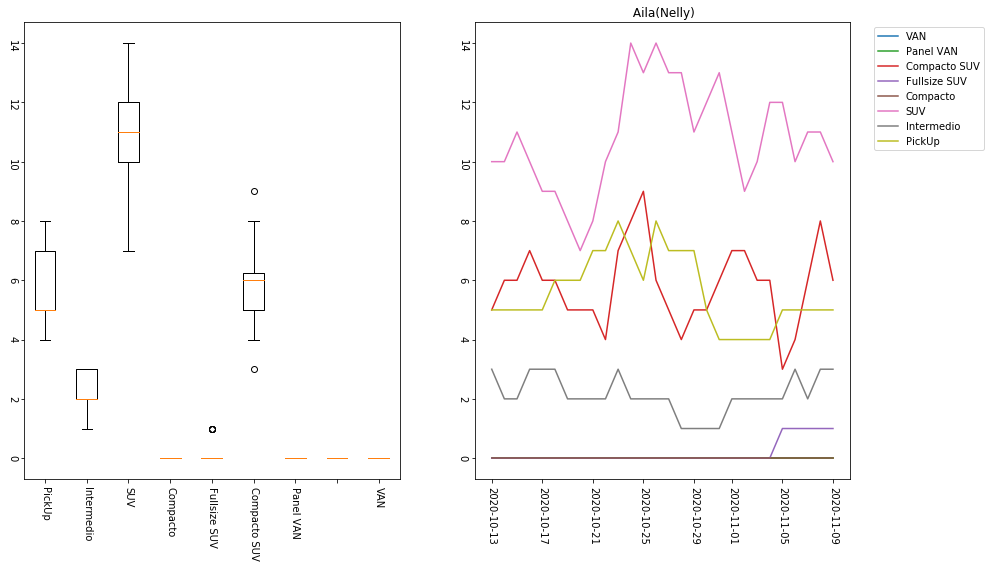 14
12
10
8
6
4
2
0
PickUp
Intermedio
SUV
Compacto
Fullsize SUV
Compacto SUV
Panel VAN
VAN
Aila(Nelly)
14
12
10
8
6
4
2
0
2020-10-13
2020-10-17
2020-10-21
2020-10-25
2020-10-29
2020-11-01
2020-11-05
2020-11-09
VAN
Panel VAN
Compacto SUV
Fullsize SUV
Compacto
SUV
Intermedio
PickUp